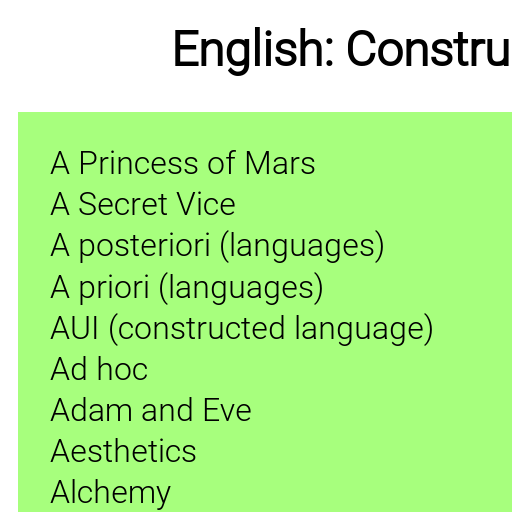 English: Constru
A Princess of Mars
A Secret Vice
A posteriori (languages)
A priori (languages)
AUI (constructed language)
Ad hoc
Adam and Eve
Aesthetics
Alchemy